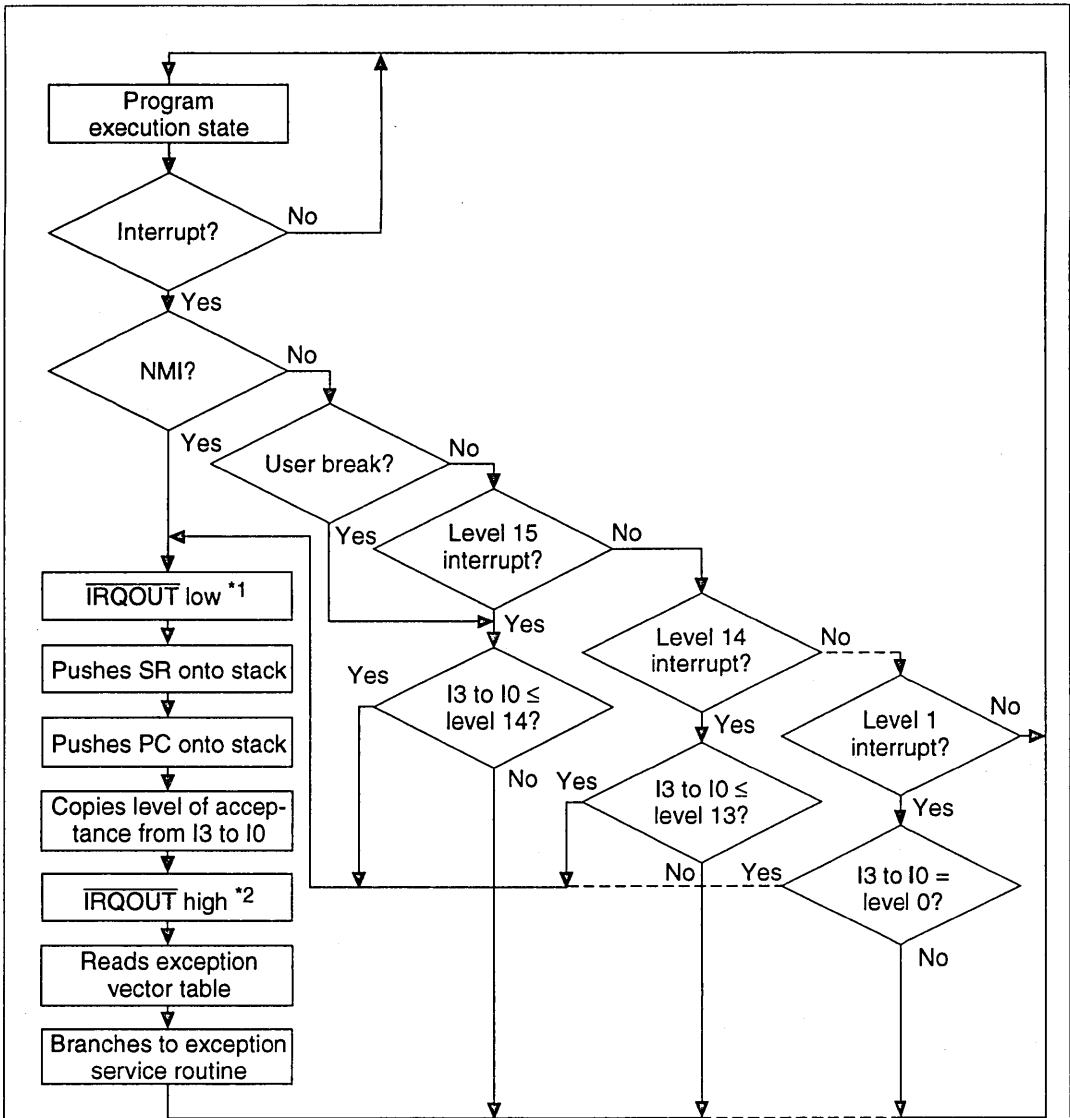 Program
execution state
Interrupt?
No
Yes
NMI?
No
Yes
User break?
No
Yes
Level 15
interrupt?
No
Yes
Level 14
interrupt?
No
Yes
Level 1
interrupt?
No
Yes
I3 to I0 ≤
level 14?
Yes
No
I3 to I0 ≤
level 13?
Yes
No
I3 to I0 =
level 0?
Yes
No
IRQOUT low *1
Pushes SR onto stack
Pushes PC onto stack
Copies level of accep-
tance from I3 to I0
IRQOUT high *2
Reads exception
vector table
Branches to exception
service routine